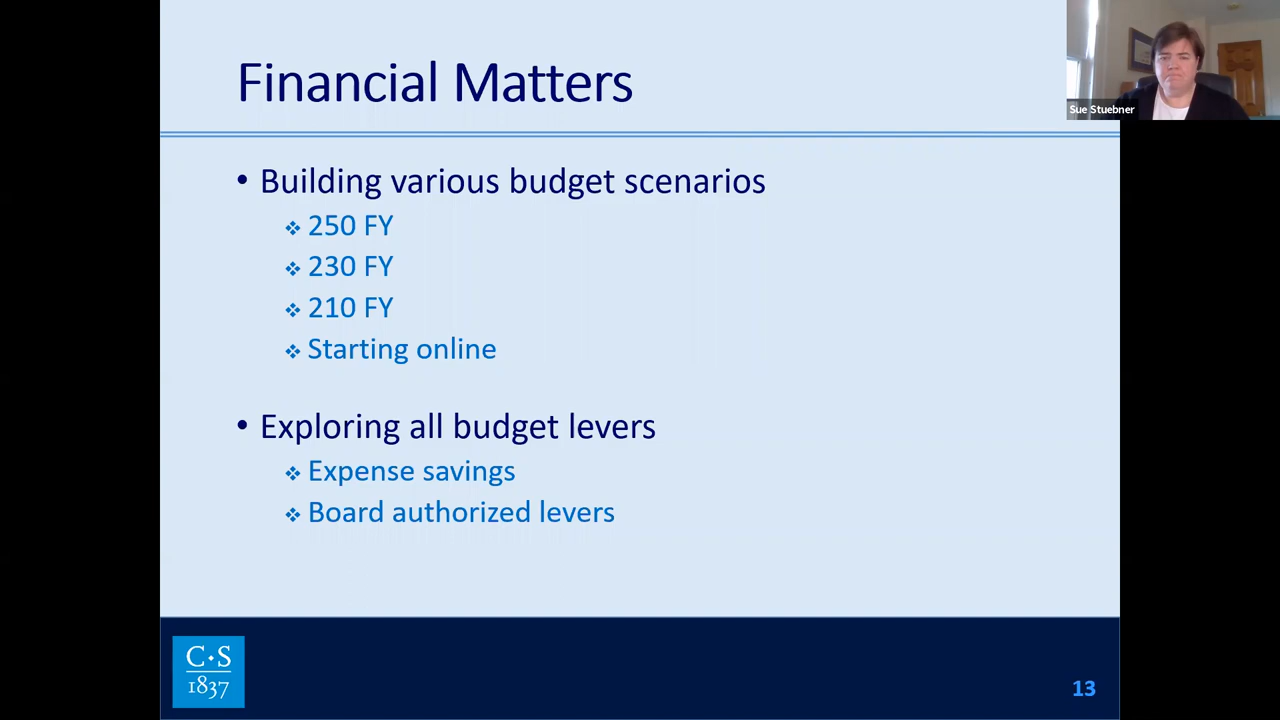 Financial Matters
Sue Stuebner
• Building various budget scenarios
❖ 250 FY
❖ 230 FY
❖ 210 FY
❖ Starting online
• Exploring all budget levers
❖ Expense savings
❖ Board authorized levers
C·S
1837
13